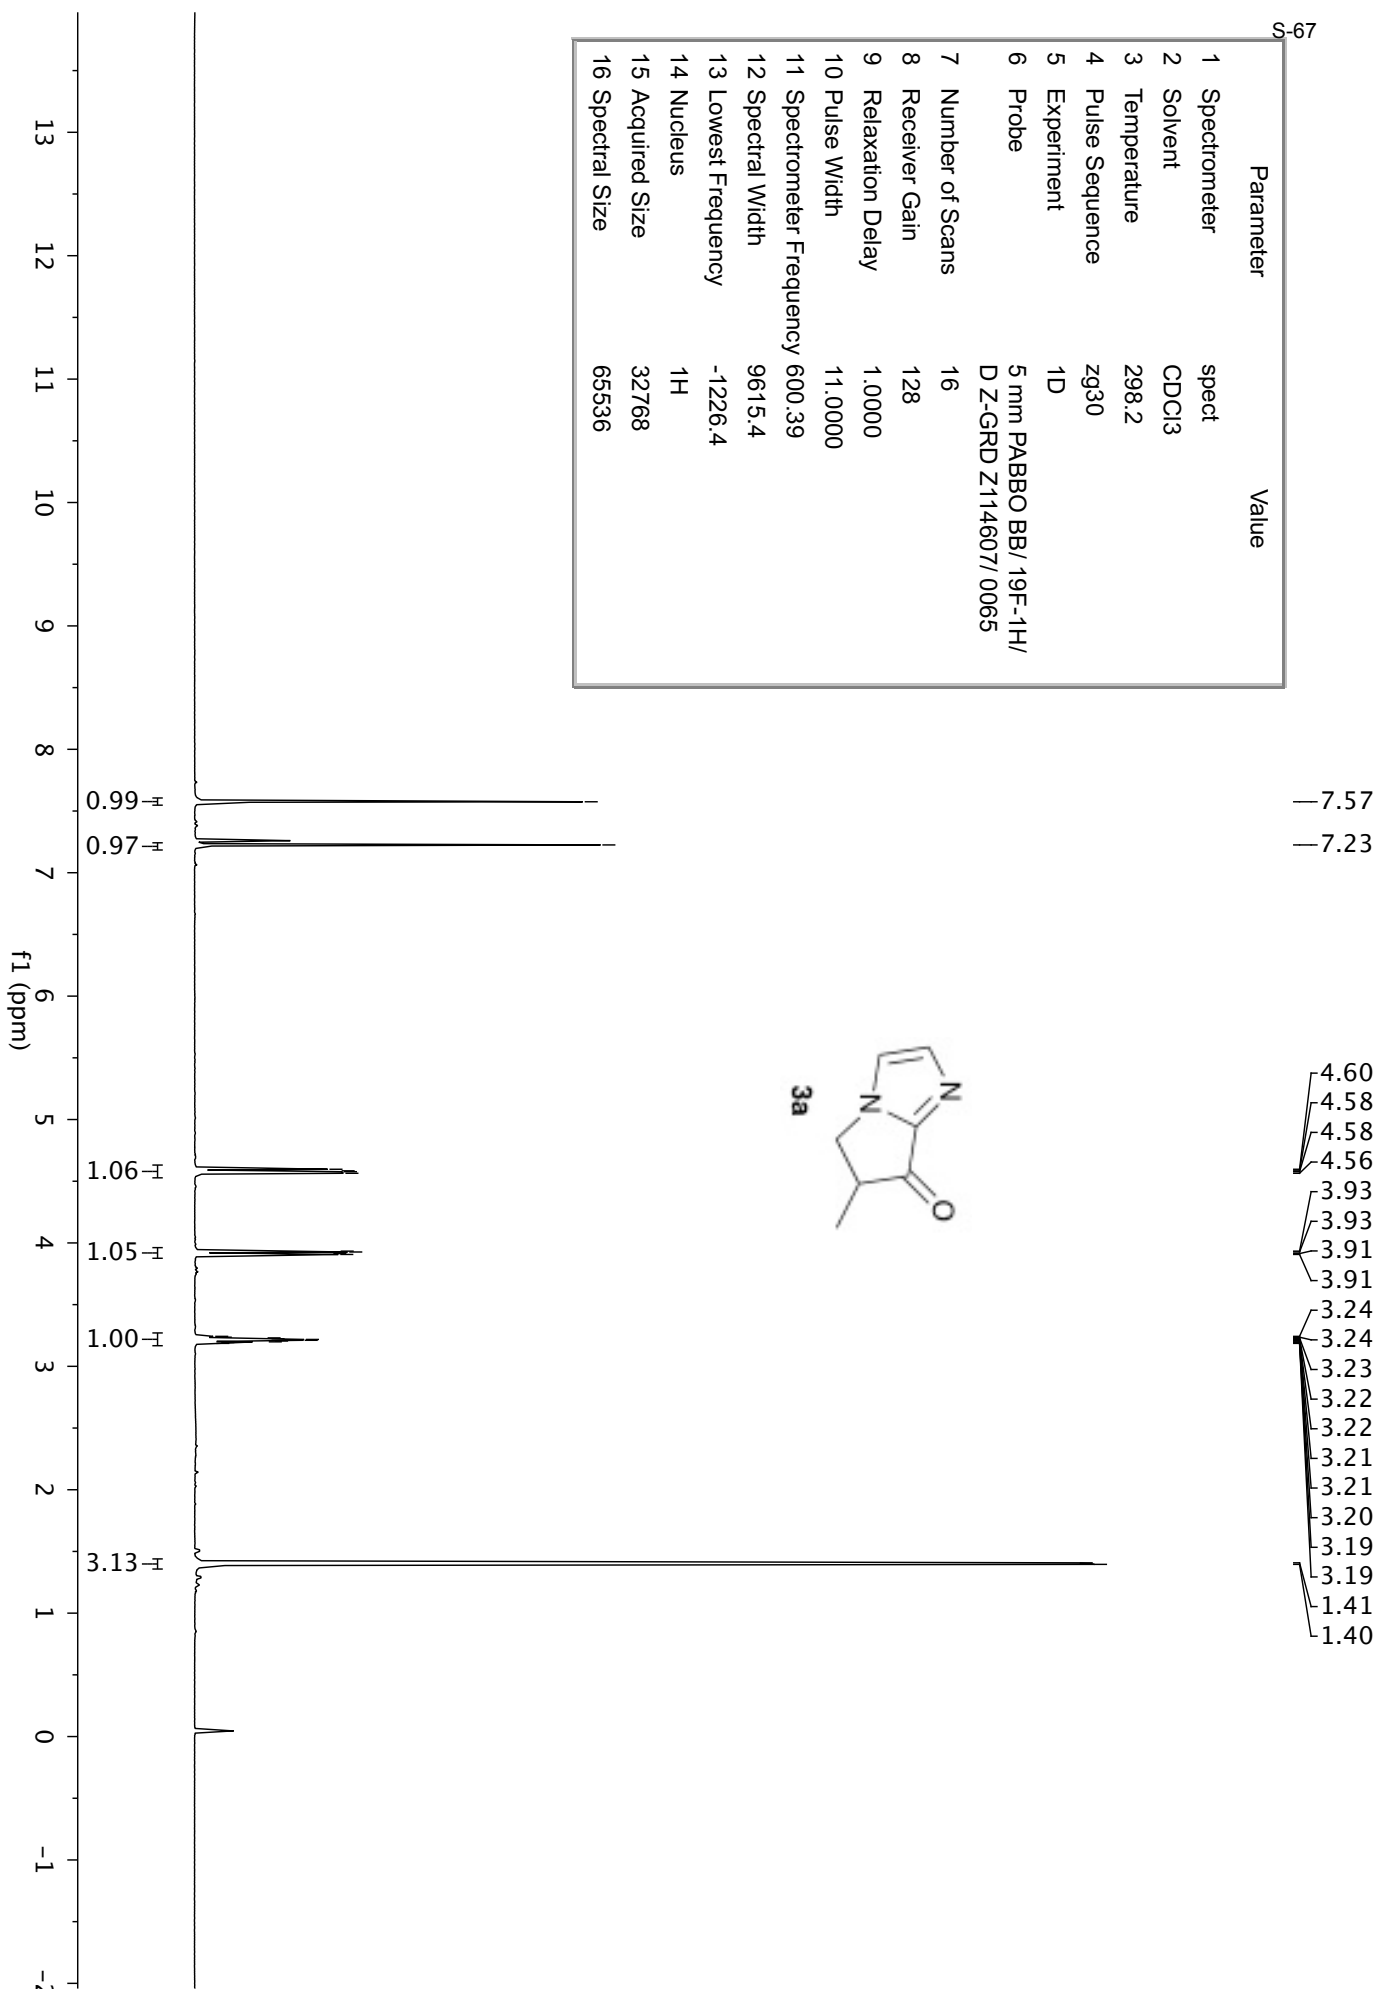 S-67
Parameter Value
1 Spectrometer spect
2 Solvent CDCl3
3 Temperature 298.2
4 Pulse Sequence zg30
5 Experiment 1D
6 Probe 5 mm PABBO BB/ 19F-1H/
D Z-GRD Z114607/ 0065
7 Number of Scans 16
8 Receiver Gain 128
9 Relaxation Delay 1.0000
10 Pulse Width 11.0000
11 Spectrometer Frequency 600.39
12 Spectral Width 9615.4
13 Lowest Frequency -1226.4
14 Nucleus 1H
15 Acquired Size 32768
16 Spectral Size 65536
7.57
7.23
4.60
4.58
4.58
4.56
3.93
3.93
3.91
3.91
3.24
3.24
3.23
3.22
3.22
3.21
3.21
3.20
3.19
3.19
1.41
1.40
N
O
N
3a
0.99
0.97
1.06
1.05
1.00
3.13
13 12 11 10 9 8 7 6 5 4 3 2 1 0 -1 -2
f1 (ppm)